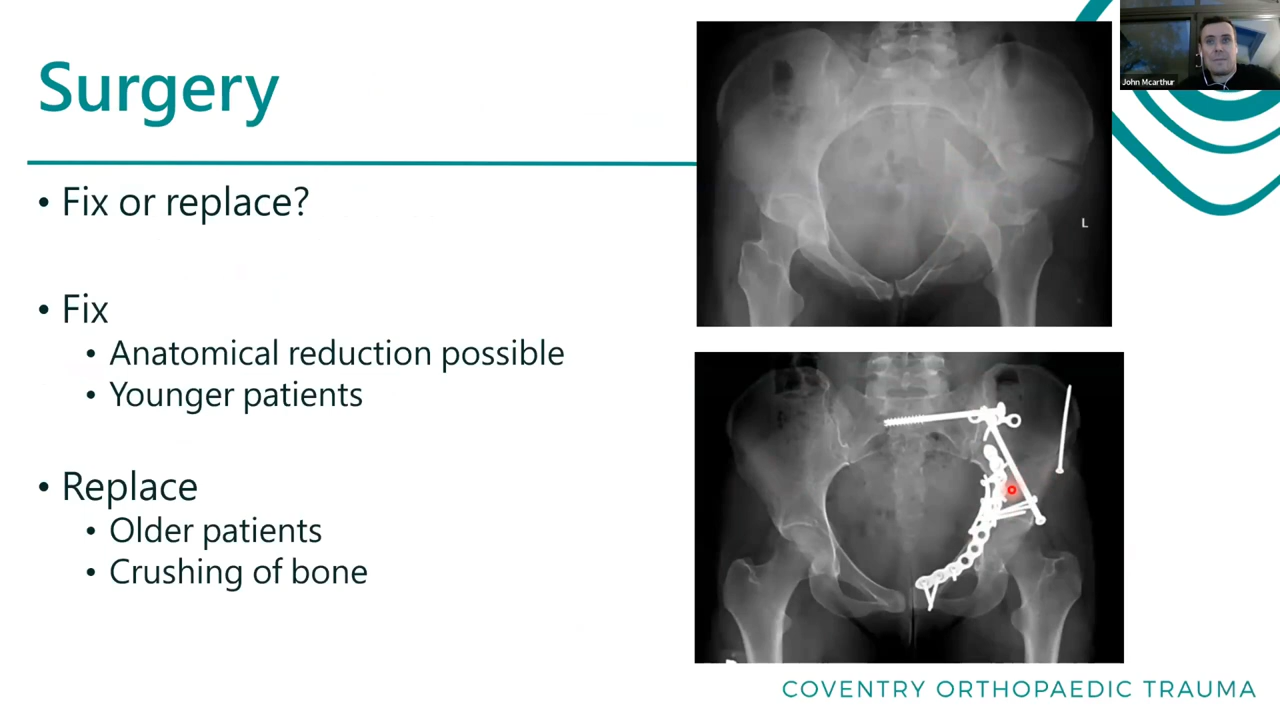 Surgery
• Fix or replace?
• Fix
• Anatomical reduction possible
• Younger patients
• Replace
• Older patients
• Crushing of bone
L
John Mcarthur
COVENTRY ORTHOPAEDIC TRAUMA